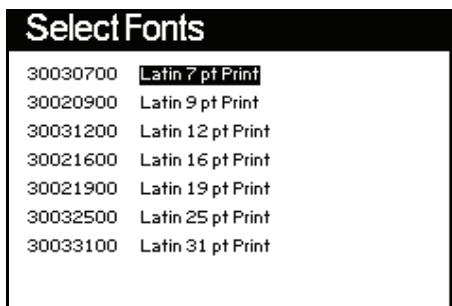 Select Fonts
30030700 Latin 7 pt Print
30020900 Latin 9 pt Print
30031200 Latin 12 pt Print
30021600 Latin 16 pt Print
30021900 Latin 19 pt Print
30032500 Latin 25 pt Print
30033100 Latin 31 pt Print